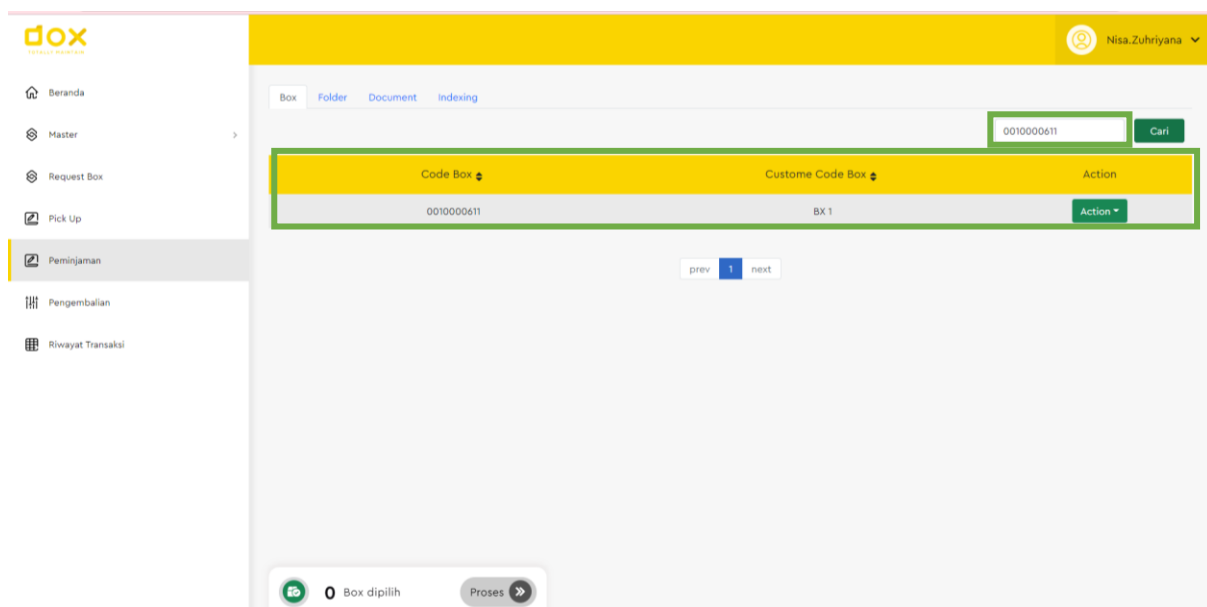 dox
Nisa.Zuhriyana
Beranda
Master
Request Box
Pick Up
Peminjaman
Pengembalian
Riwayat Transaksi
Box Folder Document Indexing
0010000611 Cari
Code Box Custome Code Box Action
0010000611 BX 1 Action
prev 1 next
0 Box dipilih Proses